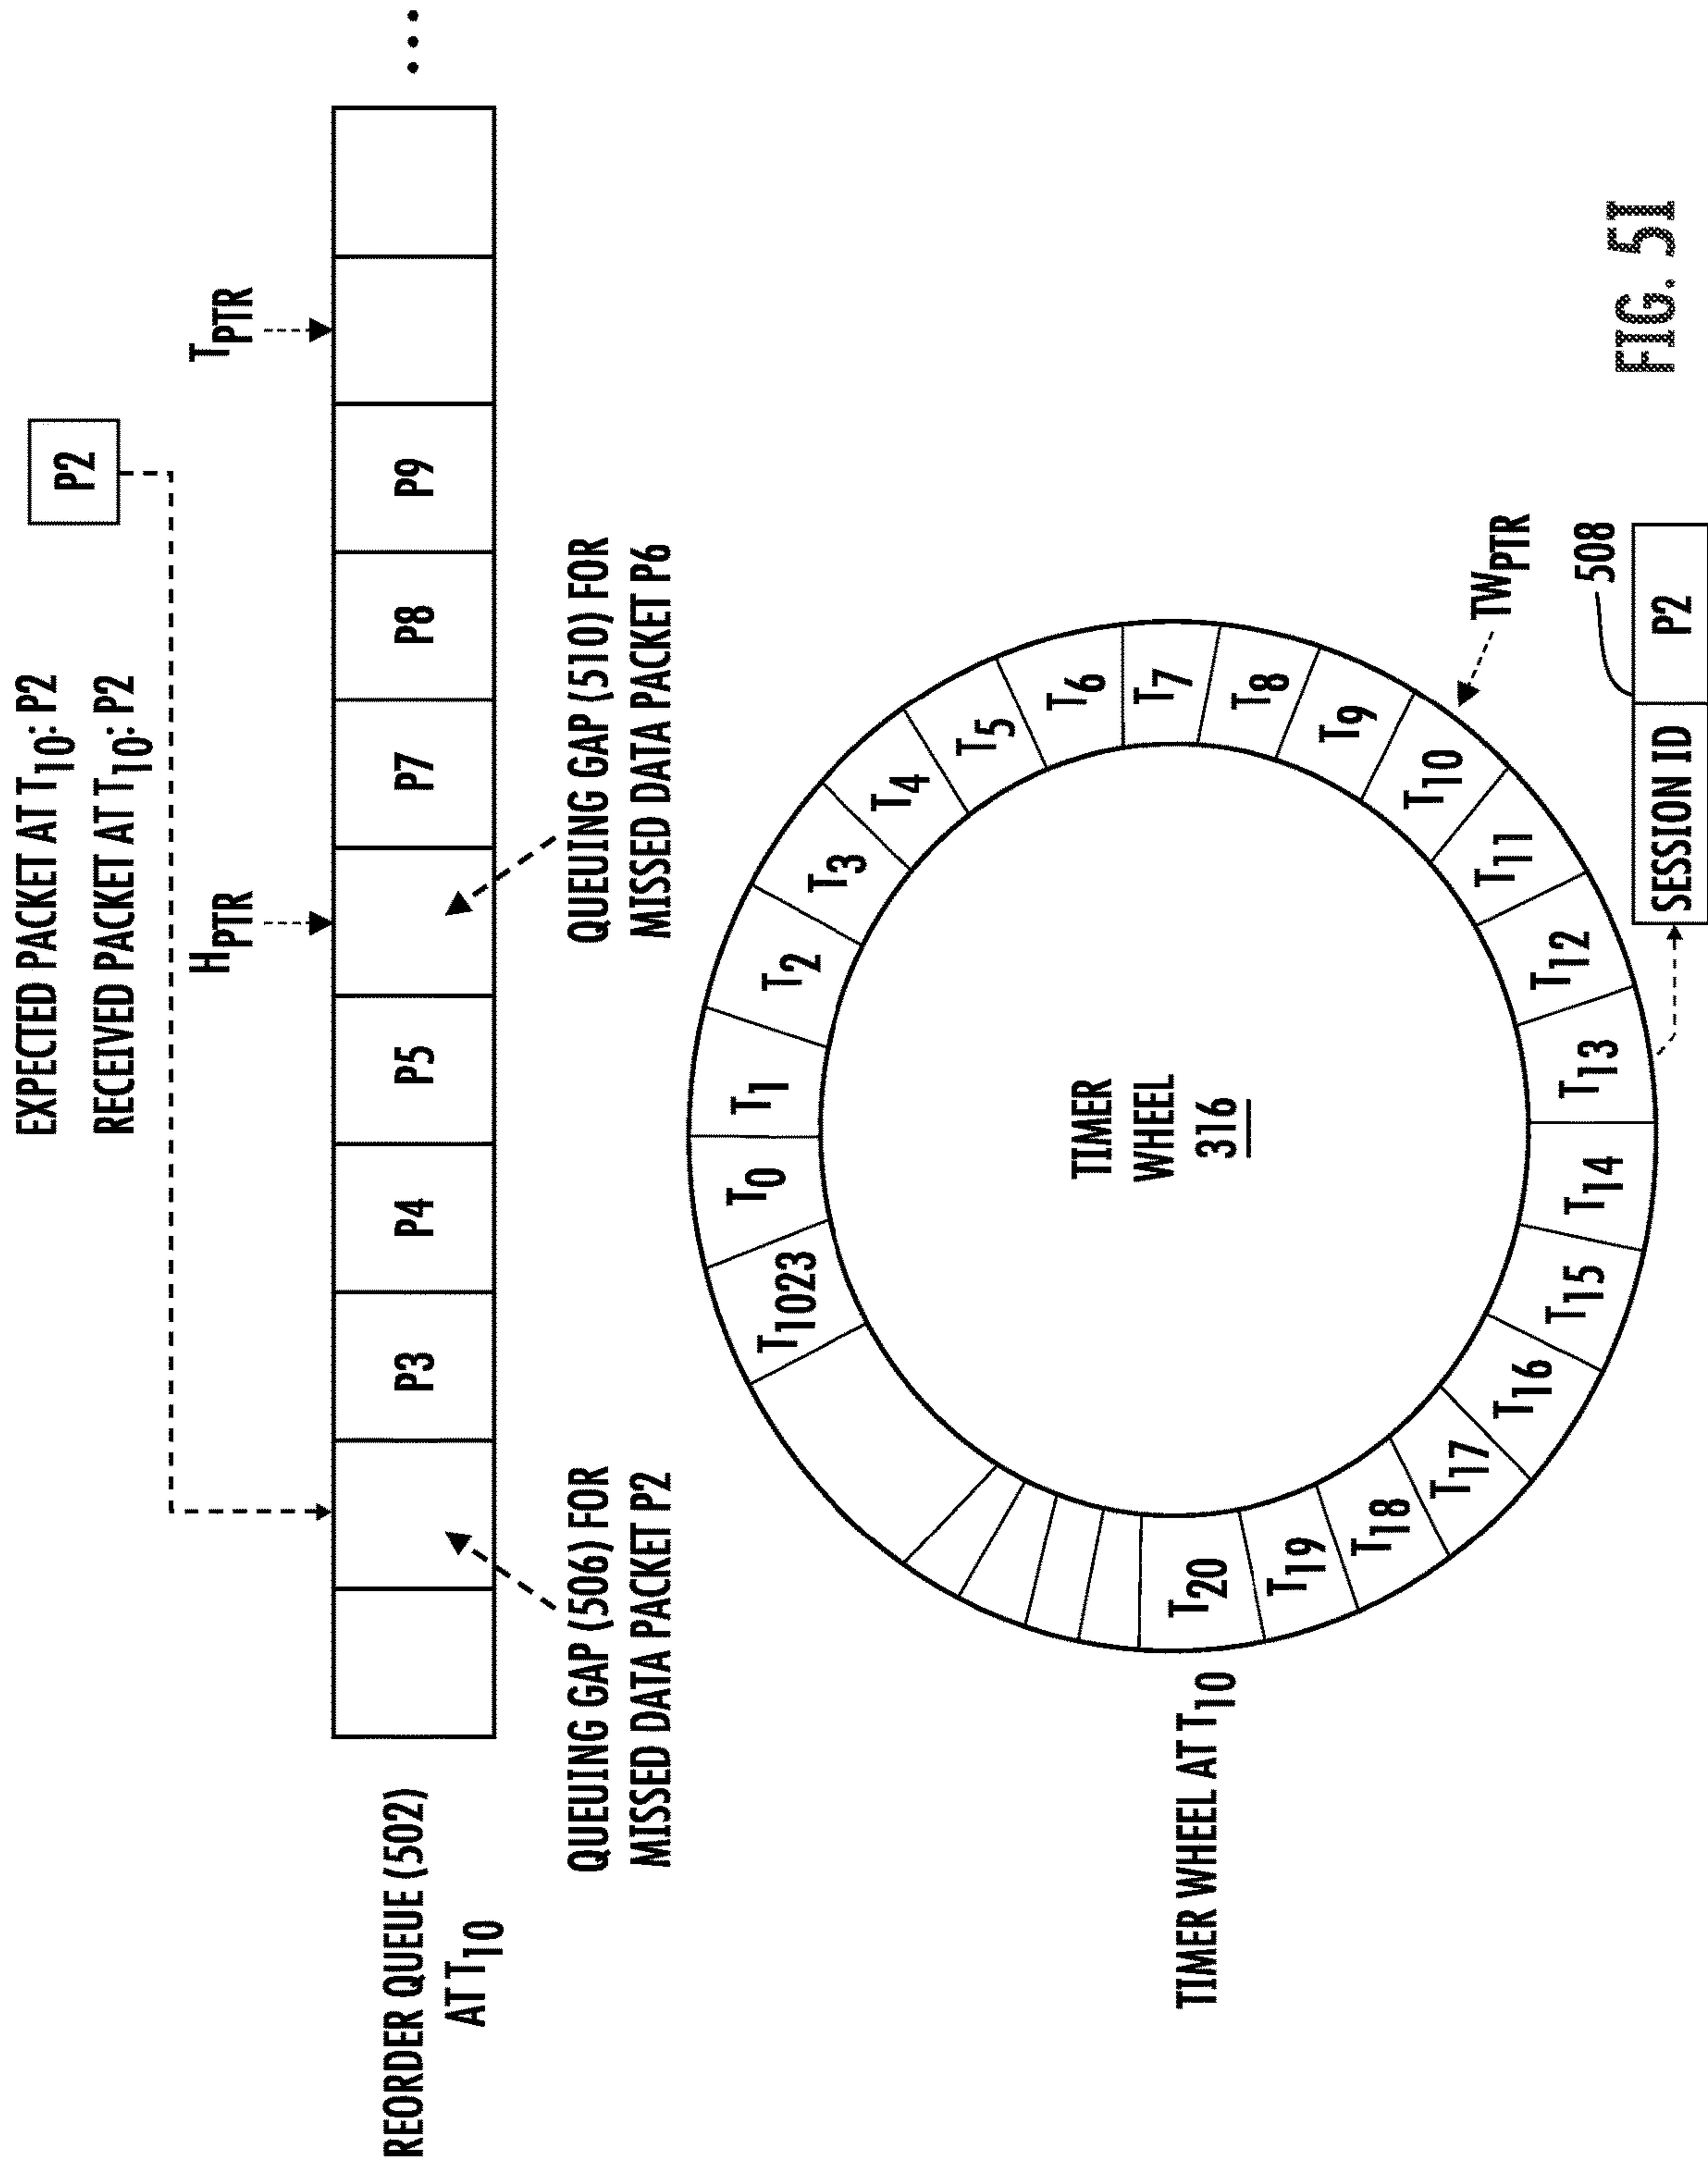 EXPECTED PACKET AT T10: P2
RECEIVED PACKET AT T10: P2
P2
HPTR
TPTR
REORDER QUEUE (502)
AT T10
P3
P4
P5
P7
P8
P9
...
QUEUING GAP (506) FOR
MISSED DATA PACKET P2
QUEUING GAP (510) FOR
MISSSED DATA PACKET P6
TIMER WHEEL AT T10
TIMER
WHEEL
316
T1023
T0
T1
T2
T3
T4
T5
T6
T7
T8
T9
T10
T11
T12
T13
T14
T15
T16
T17
T18
T19
T20
TWPTR
508
SESSION ID
P2
FIG. 5I